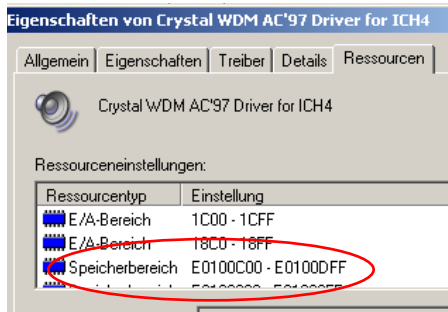 Eigenschaften von Crystal WDM AC'97 Driver for ICH4
Allgemein Eigenschaften Treiber Details Ressourcen
Crystal WDM AC'97 Driver for ICH4
Ressourceneinstellungen:
Ressourcentyp Einstellung
E/A-Bereich 1C00 - 1CFF
E/A-Bereich 18C0 - 18FF
Speicherbereich E0100C00 - E0100DFF